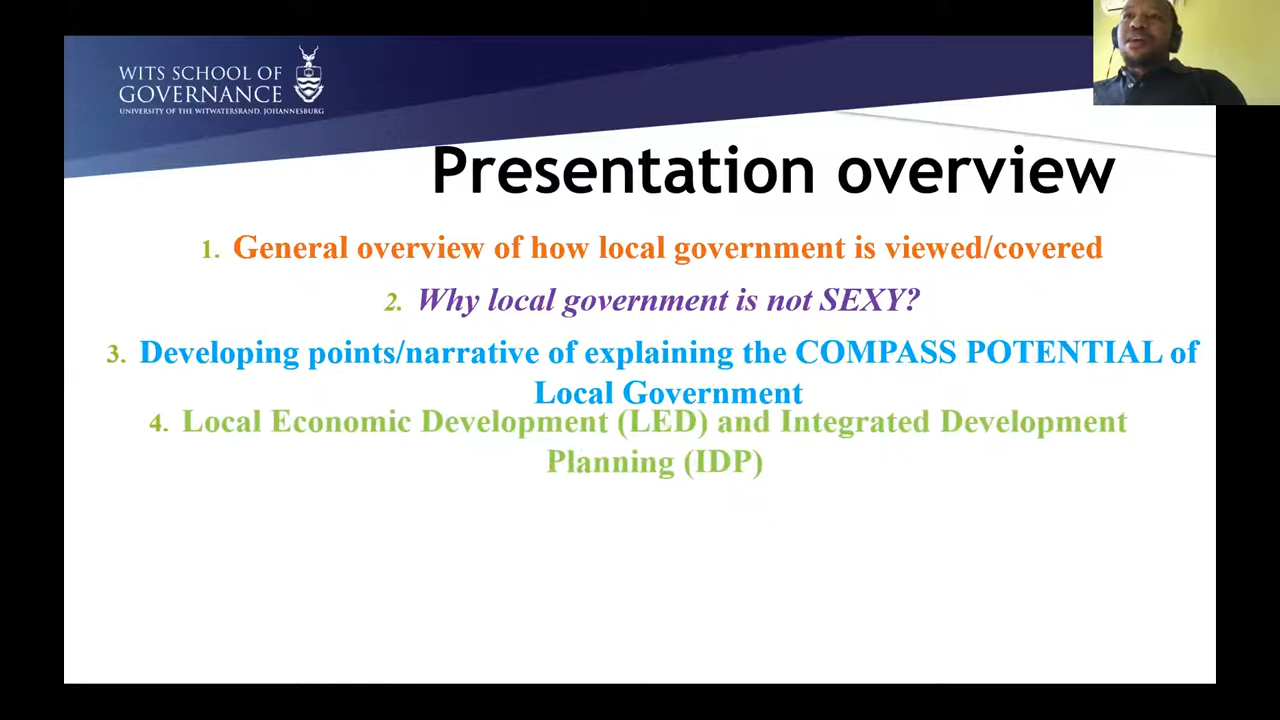 WITS SCHOOL OF
GOVERNANCE
UNIVERSITY OF THE WITWATERSRAND, JOHANNESBURG
Presentation overview
1. General overview of how local government is viewed/covered
2. Why local government is not SEXY?
3. Developing points/narrative of explaining the COMPASS POTENTIAL of
Local Government
4. Local Economic Development (LED) and Integrated Development
Planning (IDP)